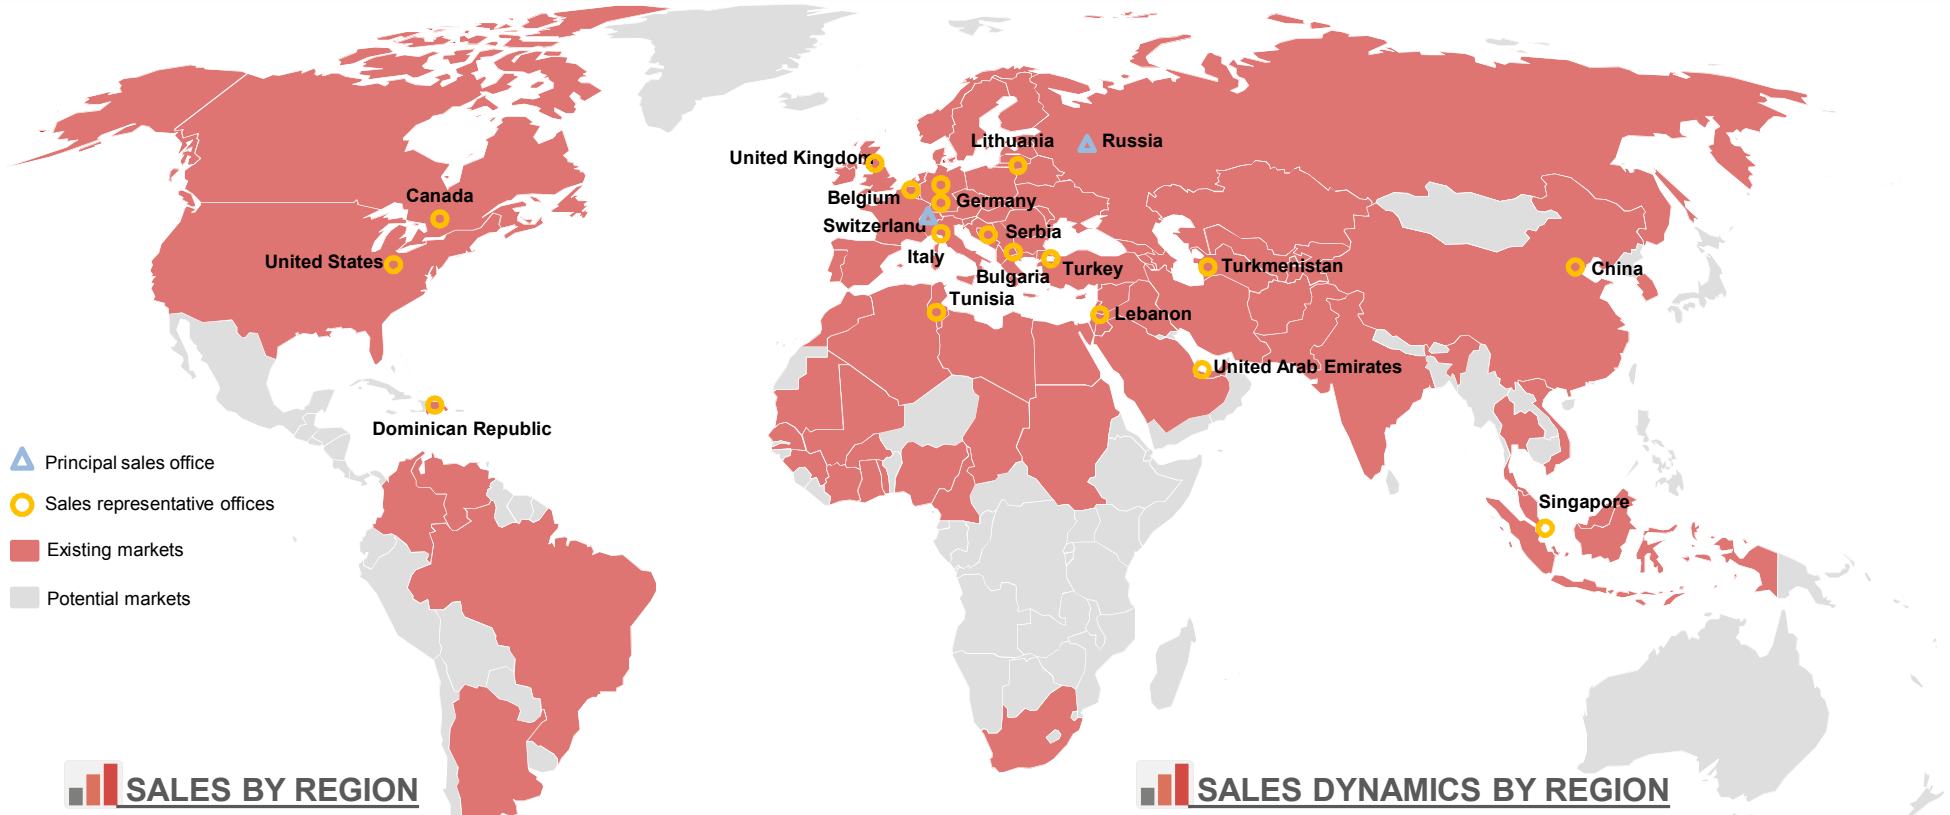 Lithuania
Russia
United Kingdom
Canada
Belgium
Germany
Switzerland
Serbia
United States
Italy
Bulgaria
Turkey
Turkmenistan
China
Tunisia
Lebanon
United Arab Emirates
Dominican Republic
Principal sales office
Sales representative offices
Singapore
Existing markets
Potential markets
SALES BY REGION
SALES DYNAMICS BY REGION